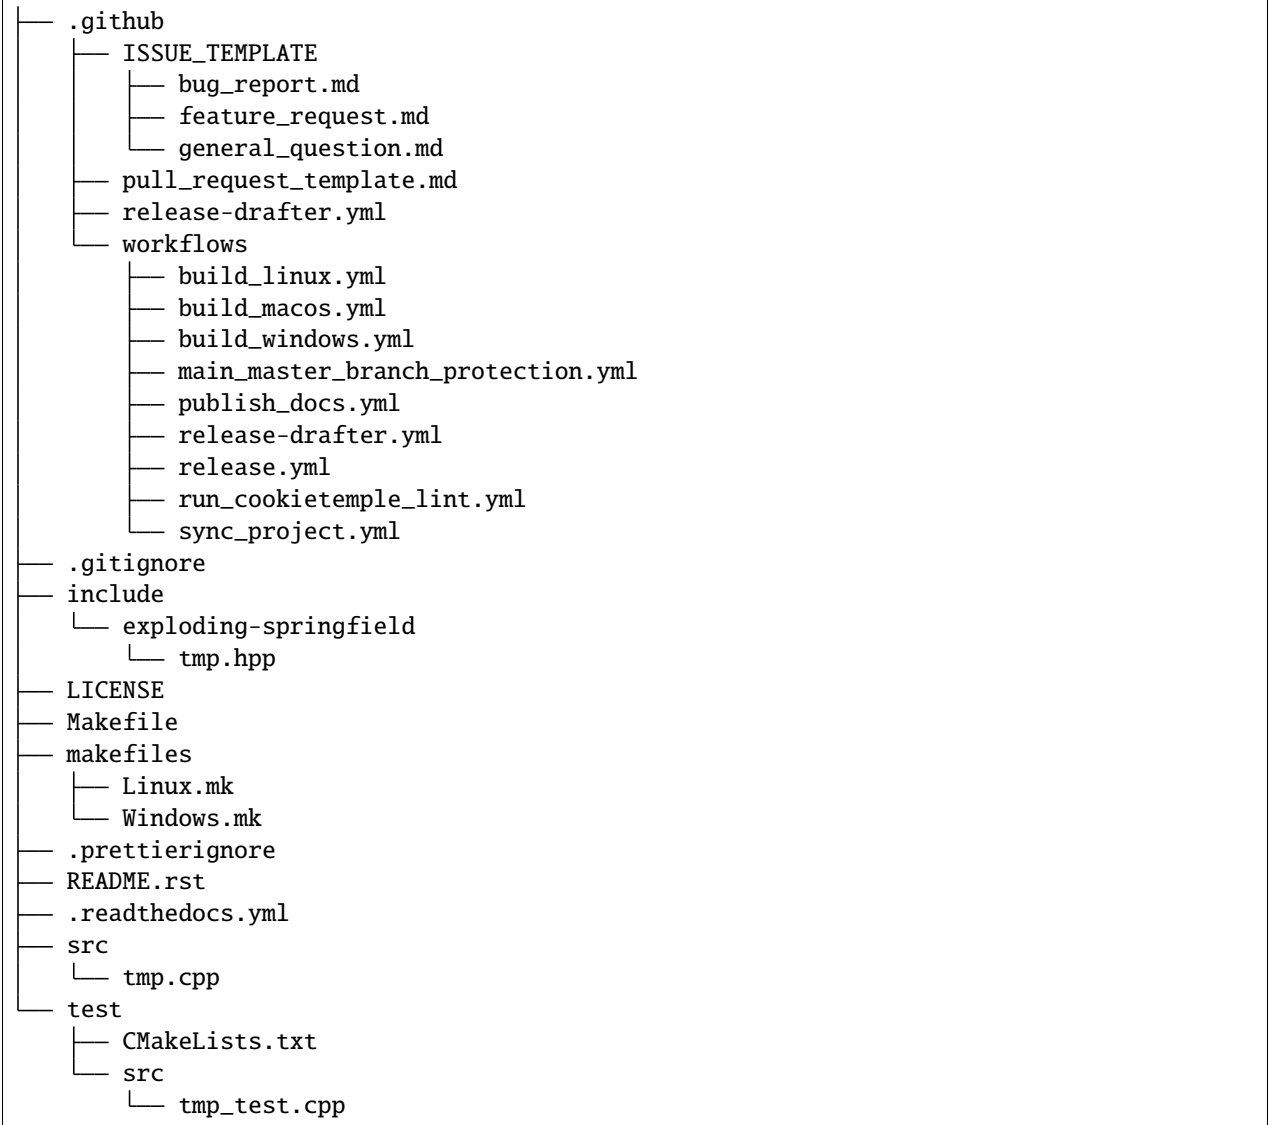 ├── .github
│   ├── ISSUE_TEMPLATE
│   │   ├── bug_report.md
│   │   ├── feature_request.md
│   │   └── general_question.md
│   ├── pull_request_template.md
│   ├── release-drafter.yml
│   └── workflows
│       ├── build_linux.yml
│       ├── build_macos.yml
│       ├── build_windows.yml
│       ├── main_master_branch_protection.yml
│       ├── publish_docs.yml
│       ├── release-drafter.yml
│       ├── release.yml
│       ├── run_cookietemple_lint.yml
│       └── sync_project.yml
├── .gitignore
├── include
│   └── exploding-springfield
│       └── tmp.hpp
├── LICENSE
├── Makefile
├── makefiles
│   ├── Linux.mk
│   └── Windows.mk
├── .prettierignore
├── README.rst
├── .readthedocs.yml
├── src
│   └── tmp.cpp
└── test
    ├── CMakeLists.txt
    └── src
        └── tmp_test.cpp